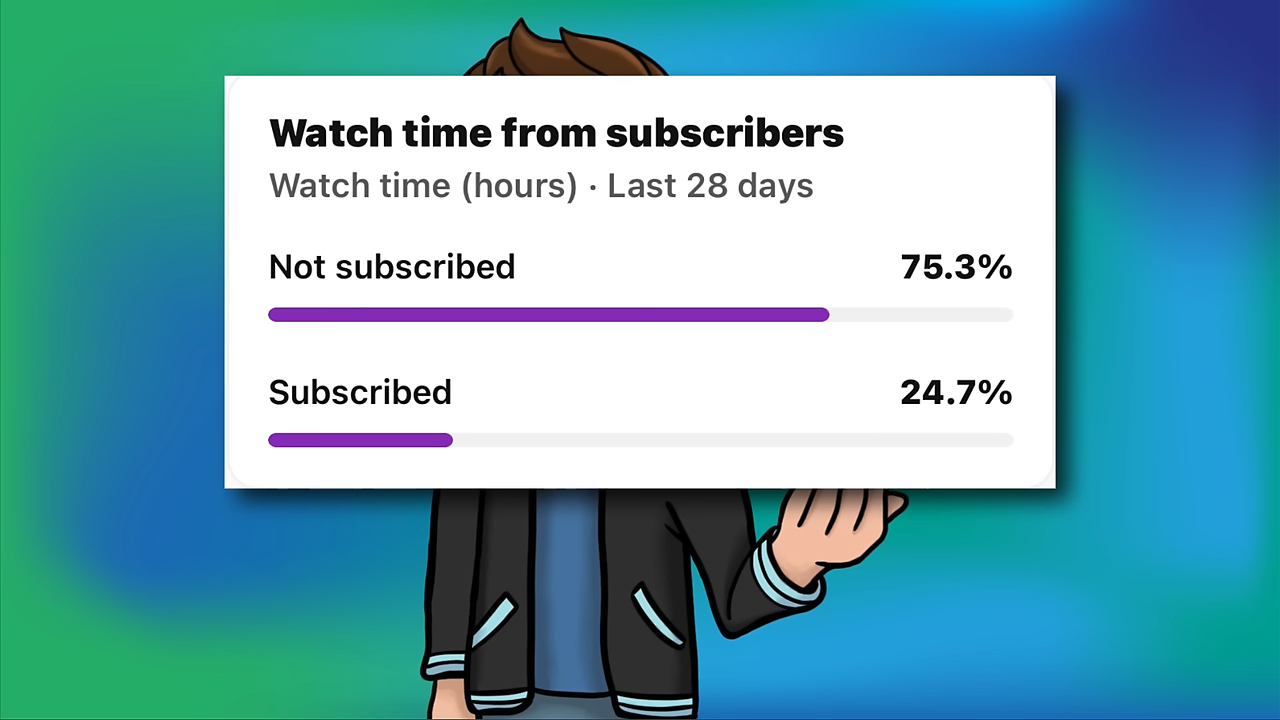 Watch time from subscribers
Watch time (hours) · Last 28 days
Not subscribed 75.3%
Subscribed 24.7%